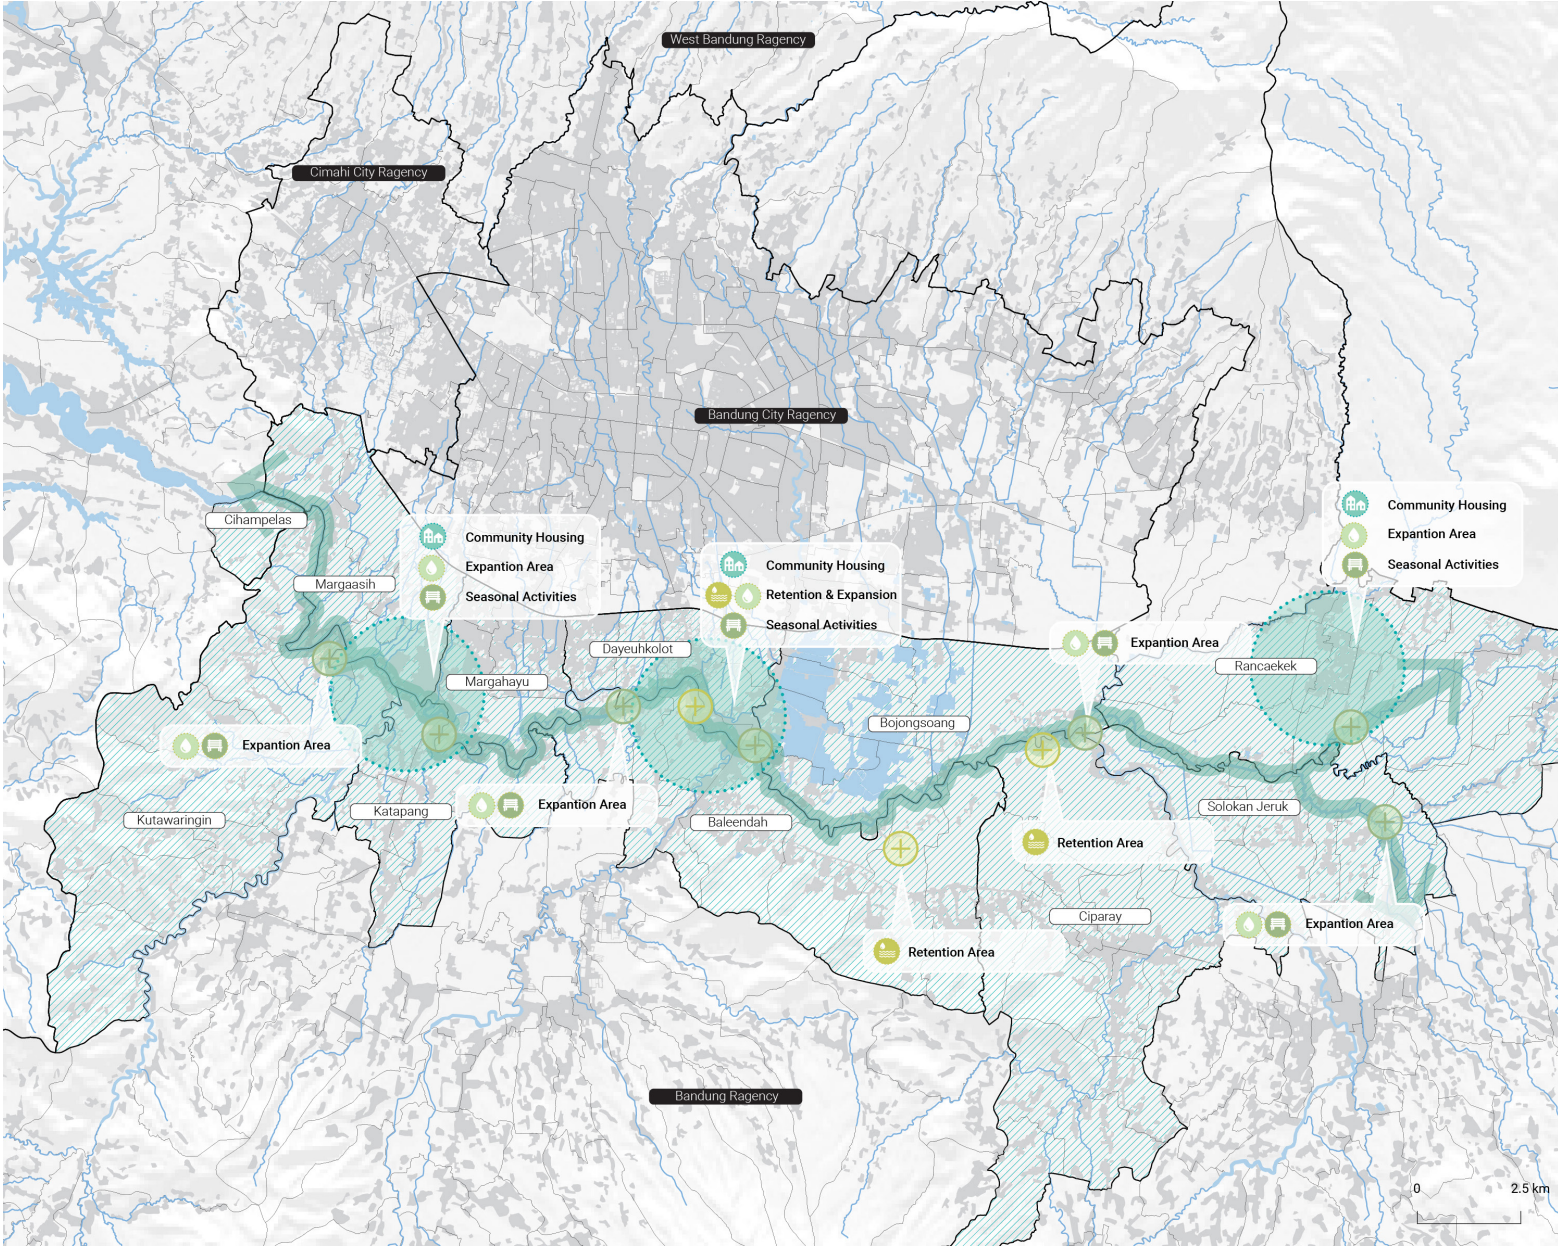 West Bandung Ragency
Cimahi City Ragency
Bandung City Ragency
Cihampelas
Community Housing
Expantion Area
Seasonal Activities
Community Housing
Expantion Area
Seasonal Activities
Community Housing
Retention & Expansion
Seasonal Activities
Margaasih
Dayeuhkolot
Expantion Area
Rancaekek
Margahayu
Bojongsoang
Expantion Area
Expantion Area
Kutawaringin
Katapang
Baleendah
Solokan Jeruk
Retention Area
Ciparay
Expantion Area
Retention Area
Bandung Ragency
0 2.5 km